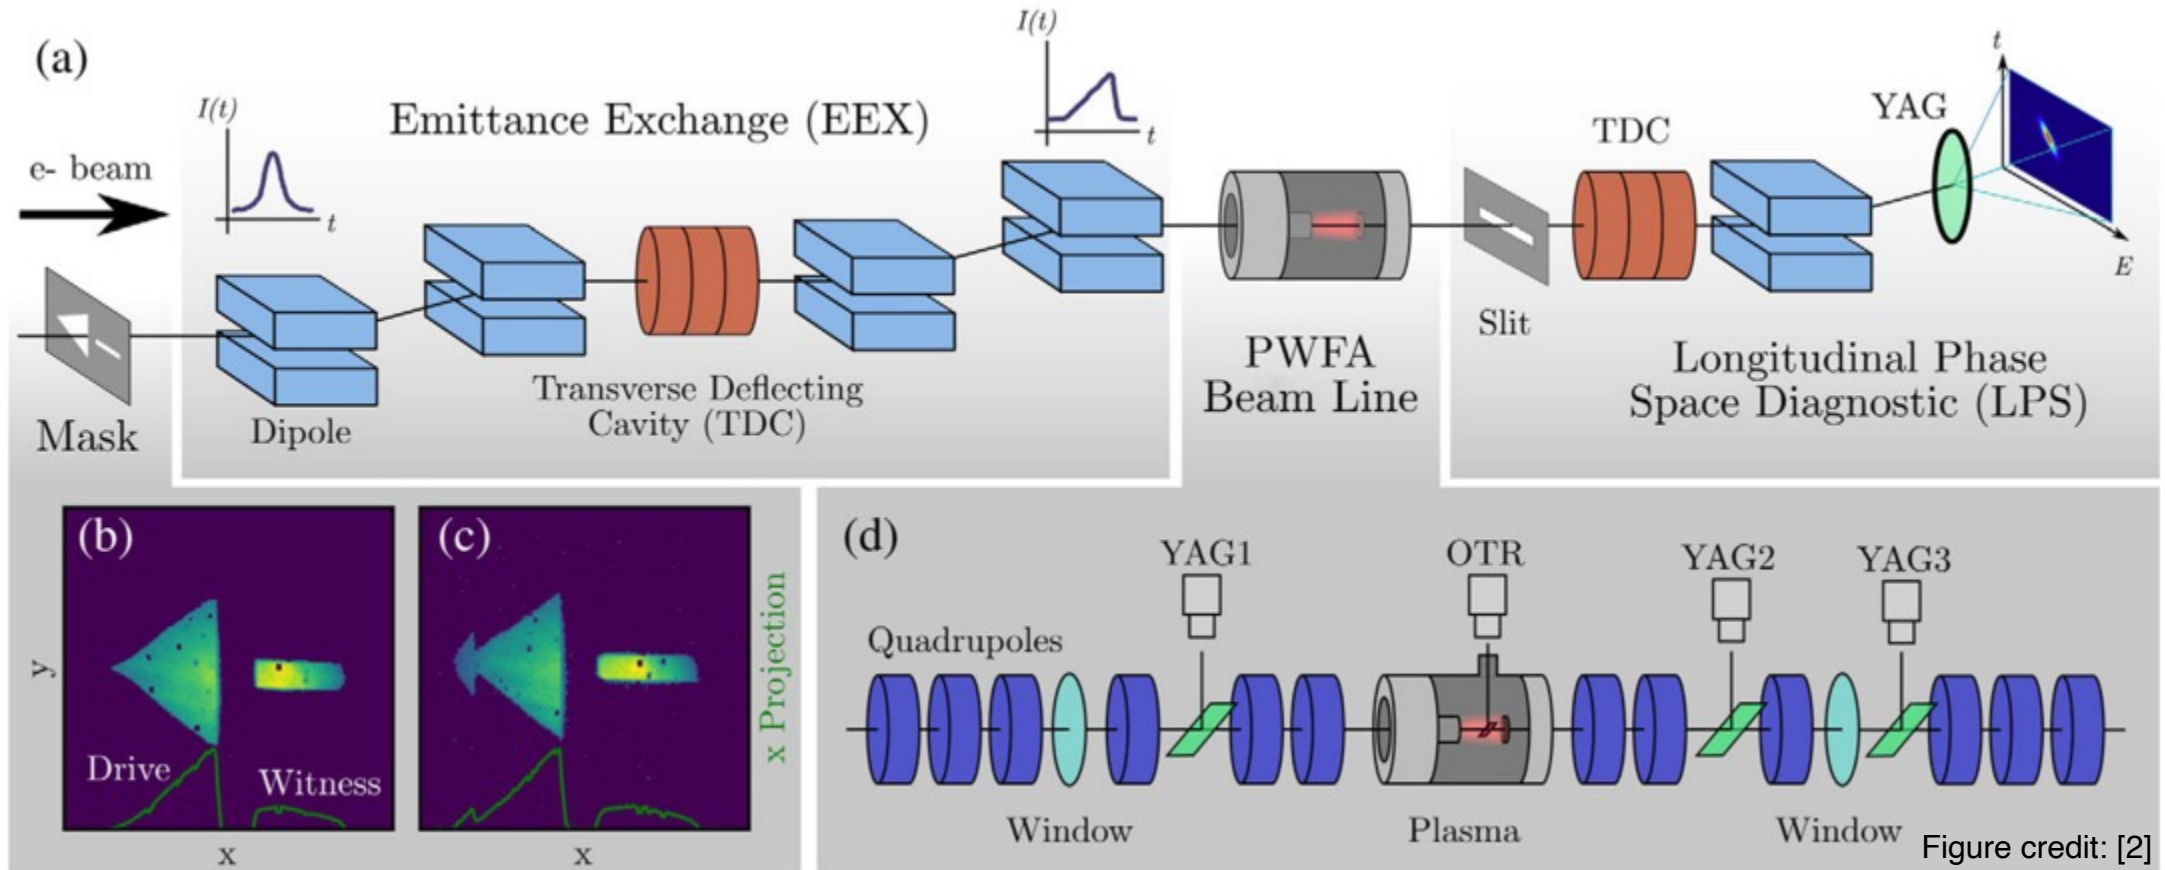 (a)
I(t)
t
e- beam
Emittance Exchange (EEX)
I(t)
t
Mask
Dipole
Transverse Deflecting
Cavity (TDC)
PWFA
Beam Line
Slit
TDC
YAG
t
E
Longitudinal Phase
Space Diagnostic (LPS)
(b)
Drive
Witness
y
x
(c)
x
x Projection
(d)
Quadrupoles
YAG1
OTR
YAG2
YAG3
Window
Plasma
Window
Figure credit: [2]